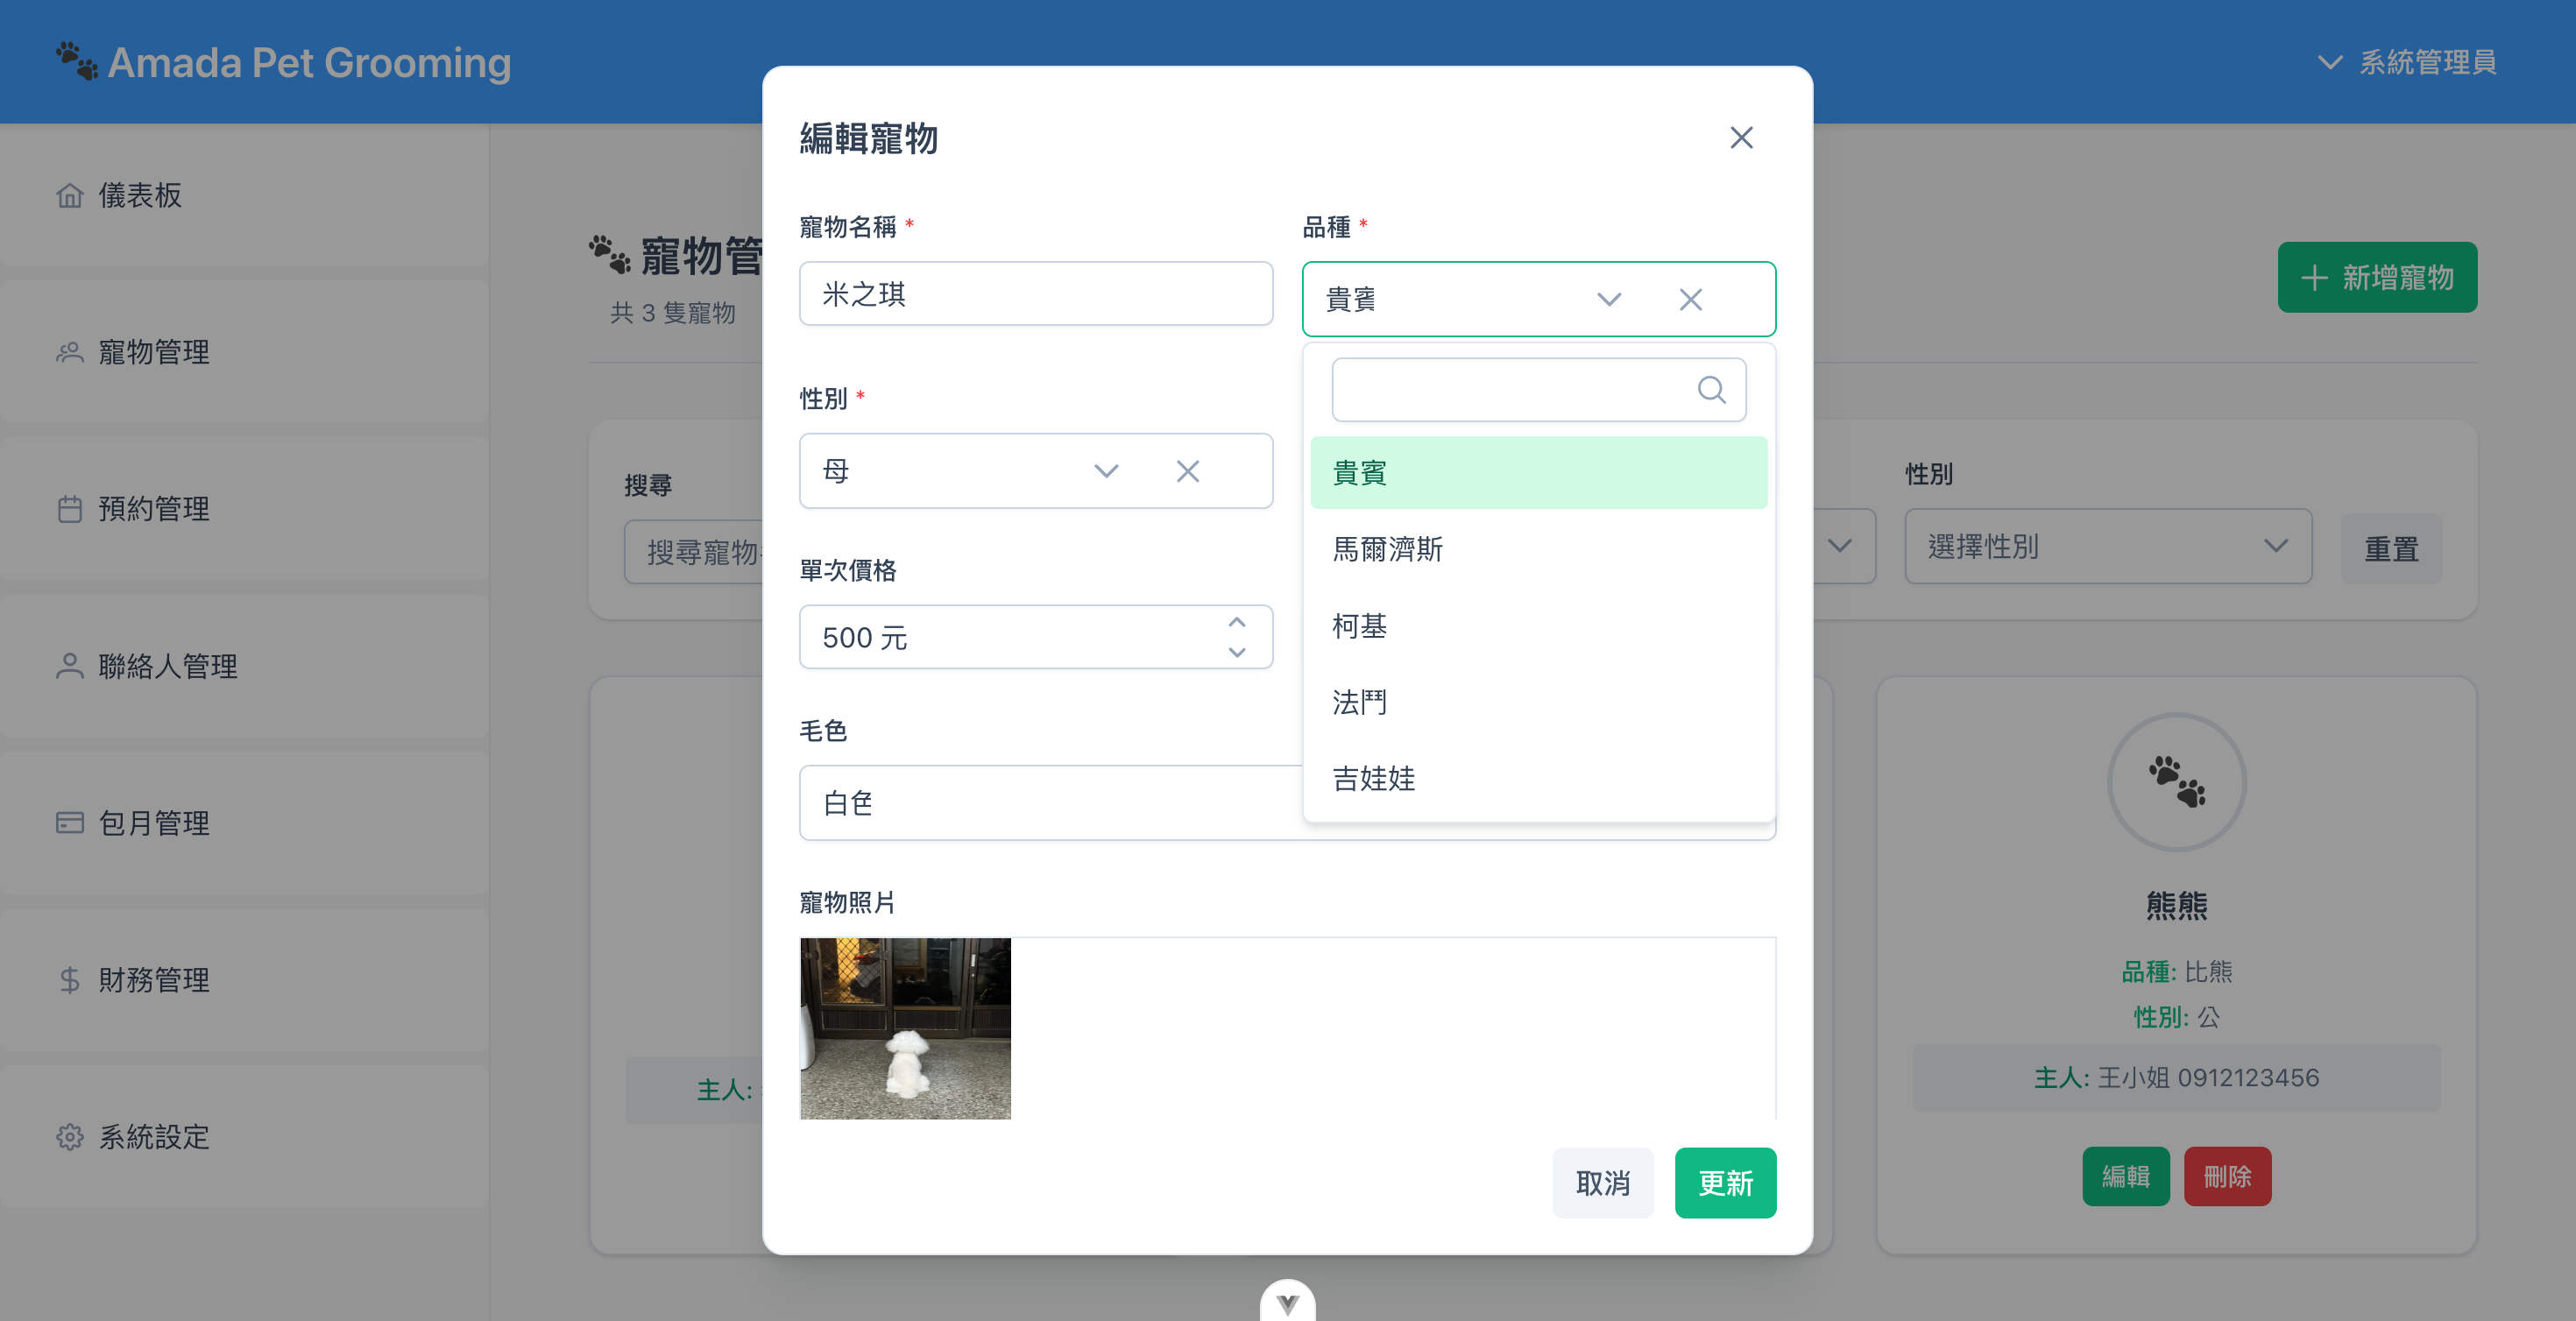 Amada Pet Grooming
系統管理員
儀表板
寵物管理
預約管理
聯絡人管理
包月管理
財務管理
系統設定
寵物管
共 3 隻寵物
新增寵物
搜尋
搜尋寵物
性別
選擇性別
重置
主人:
熊熊
品種: 比熊
性別: 公
主人: 王小姐 0912123456
編輯
刪除
編輯寵物
寵物名稱 *
米之琪
品種 *
貴賓
貴賓
馬爾濟斯
柯基
法鬥
吉娃娃
性別 *
母
單次價格
500 元
毛色
白色
寵物照片
取消
更新